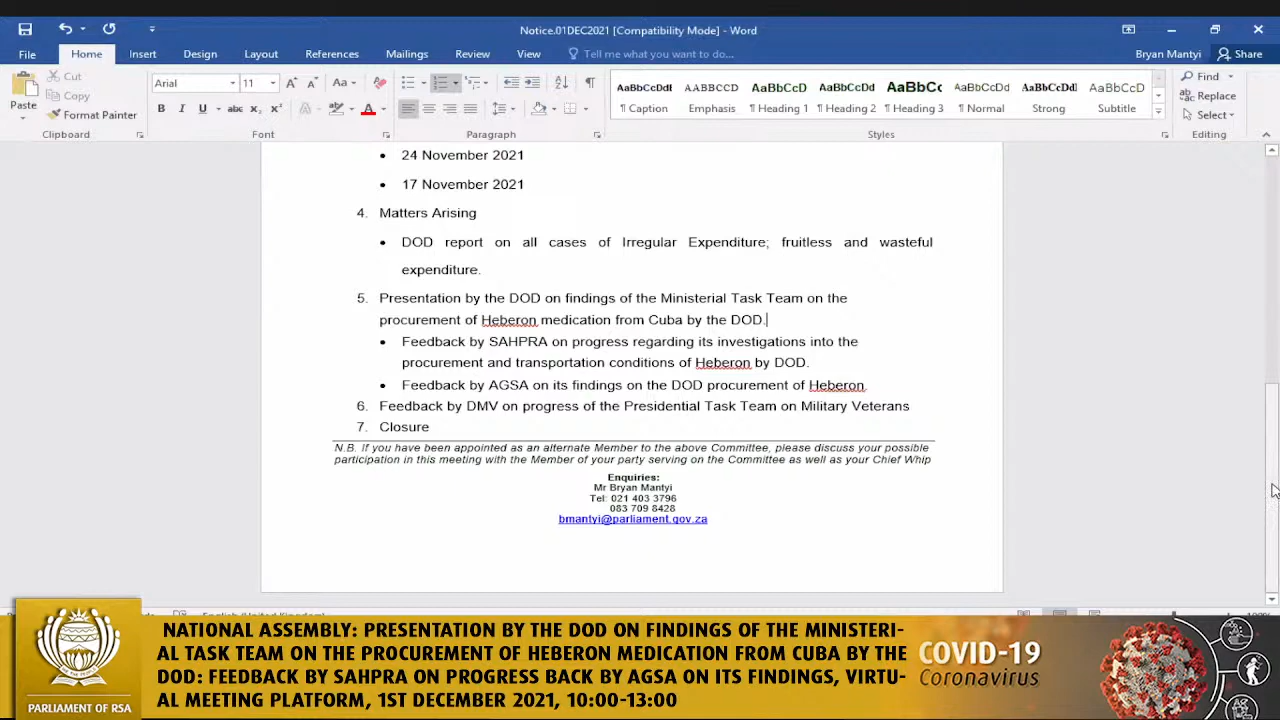 Notice.01DEC2021 [Compatibility Mode] - Word
File Home Insert Design Layout References Mailings Review View Tell me what you want to do... Bryan Mantyi Share
Cut
Copy
Paste
Format Painter
Clipboard
Arial 11
Font
Paragraph
AaBbCcDdI AABBCCD AaBbCcD AaBbCcDd AaBbCc AaBbCcDd AaBbCcDd AaBbCcD
¶ Caption Emphasis ¶ Heading 1 ¶ Heading 2 ¶ Heading 3 ¶ Normal Strong Subtitle
Styles
Find
Replace
Select
Editing
• 24 November 2021
• 17 November 2021
4. Matters Arising
• DOD report on all cases of Irregular Expenditure; fruitless and wasteful
expenditure.
5. Presentation by the DOD on findings of the Ministerial Task Team on the
procurement of Heberon medication from Cuba by the DOD.
• Feedback by SAHPRA on progress regarding its investigations into the
procurement and transportation conditions of Heberon by DOD.
• Feedback by AGSA on its findings on the DOD procurement of Heberon.
6. Feedback by DMV on progress of the Presidential Task Team on Military Veterans
7. Closure
N.B. If you have been appointed as an alternate Member to the above Committee, please discuss your possible
participation in this meeting with the Member of your party serving on the Committee as well as your Chief Whip
Enquiries:
Mr Bryan Mantyi
Tel: 021 403 3796
083 709 8428
bmantyi@parliament.gov.za
NATIONAL ASSEMBLY: PRESENTATION BY THE DOD ON FINDINGS OF THE MINISTERI-
AL TASK TEAM ON THE PROCUREMENT OF HEBERON MEDICATION FROM CUBA BY THE
DOD: FEEDBACK BY SAHPRA ON PROGRESS BACK BY AGSA ON ITS FINDINGS, VIRTU-
AL MEETING PLATFORM, 1ST DECEMBER 2021, 10:00-13:00
PARLIAMENT OF RSA
COVID-19
Coronavirus